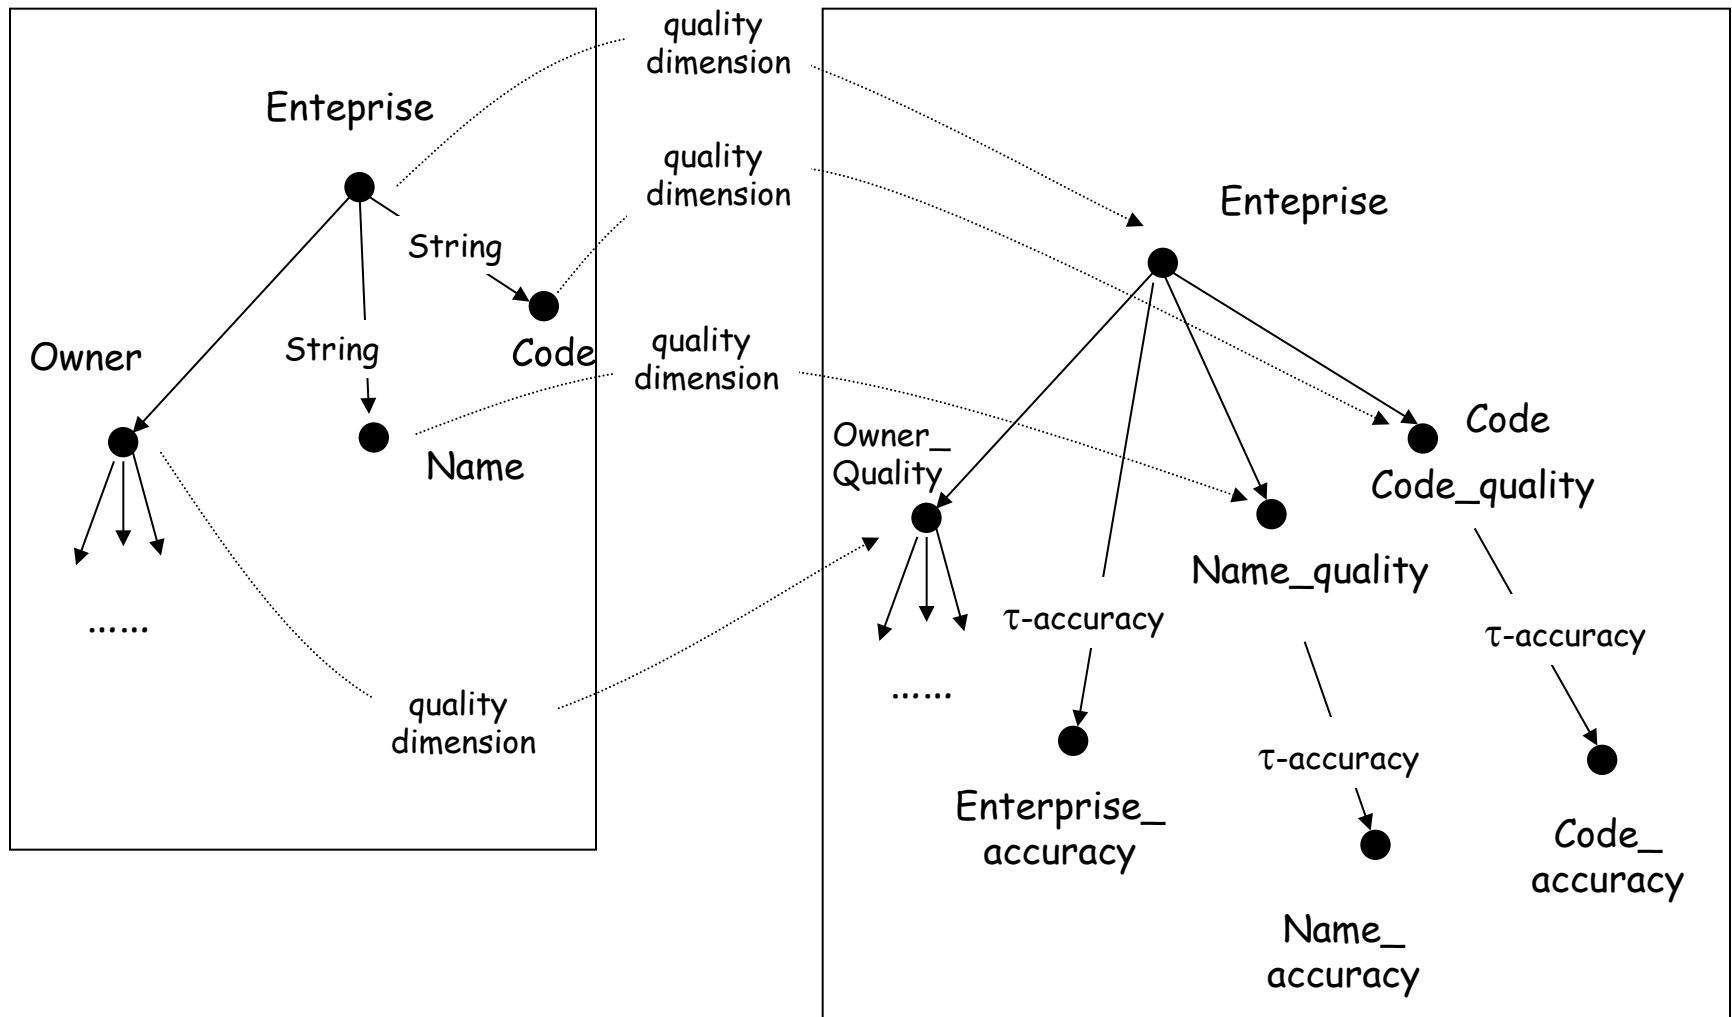 Enteprise
String
Code
String
Owner
Name
……
quality
dimension
quality
dimension
quality
dimension
quality
dimension
Enteprise
Code
Code_quality
Owner_
Quality
Name_quality
τ-accuracy
τ-accuracy
……
τ-accuracy
Enterprise_
accuracy
Code_
accuracy
Name_
accuracy